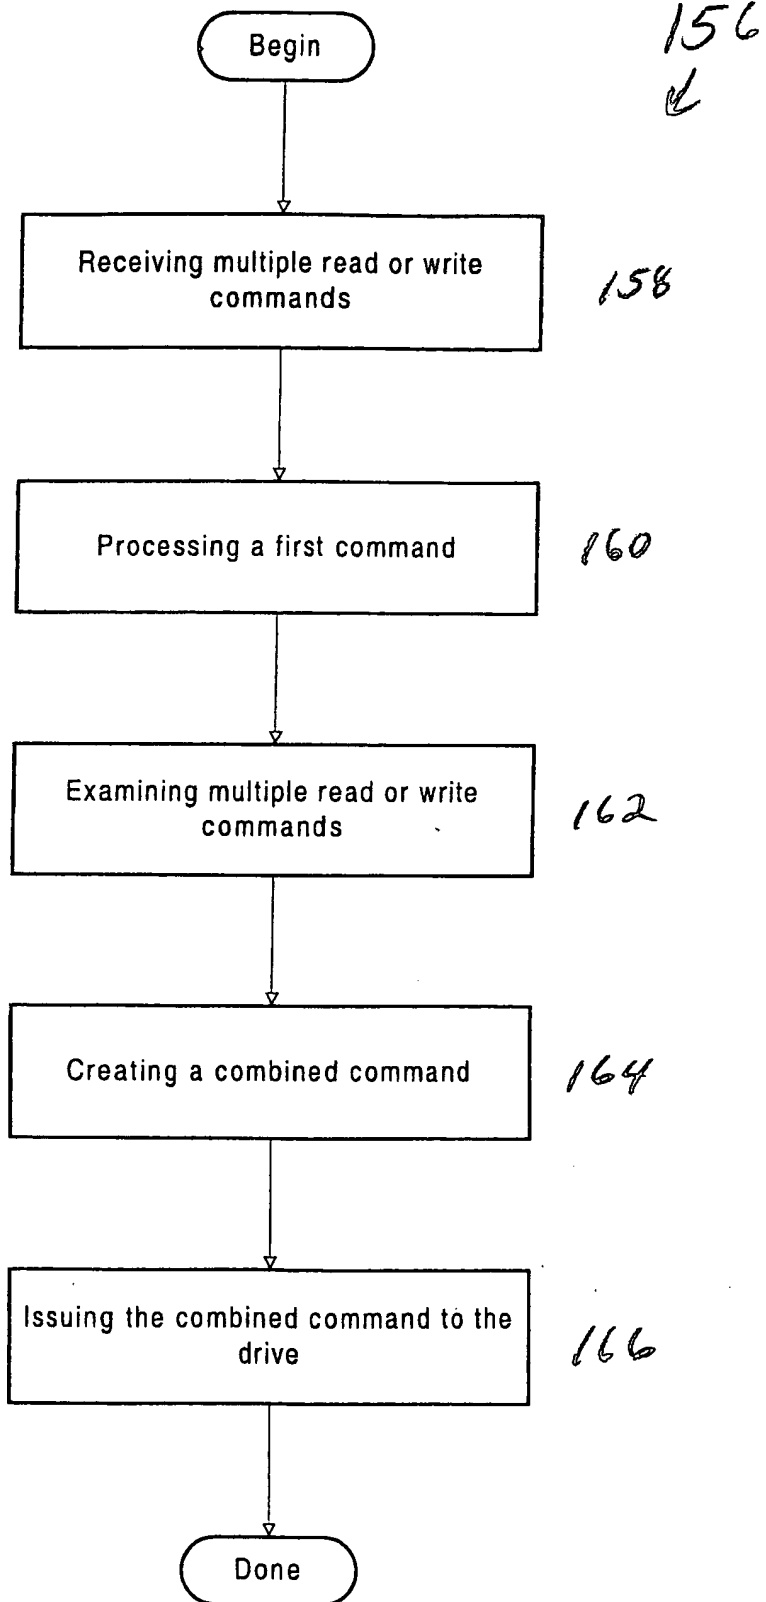 Begin
156
Receiving multiple read or write
commands
158
Processing a first command
160
Examining multiple read or write
commands
162
Creating a combined command
164
Issuing the combined command to the
drive
166
Done